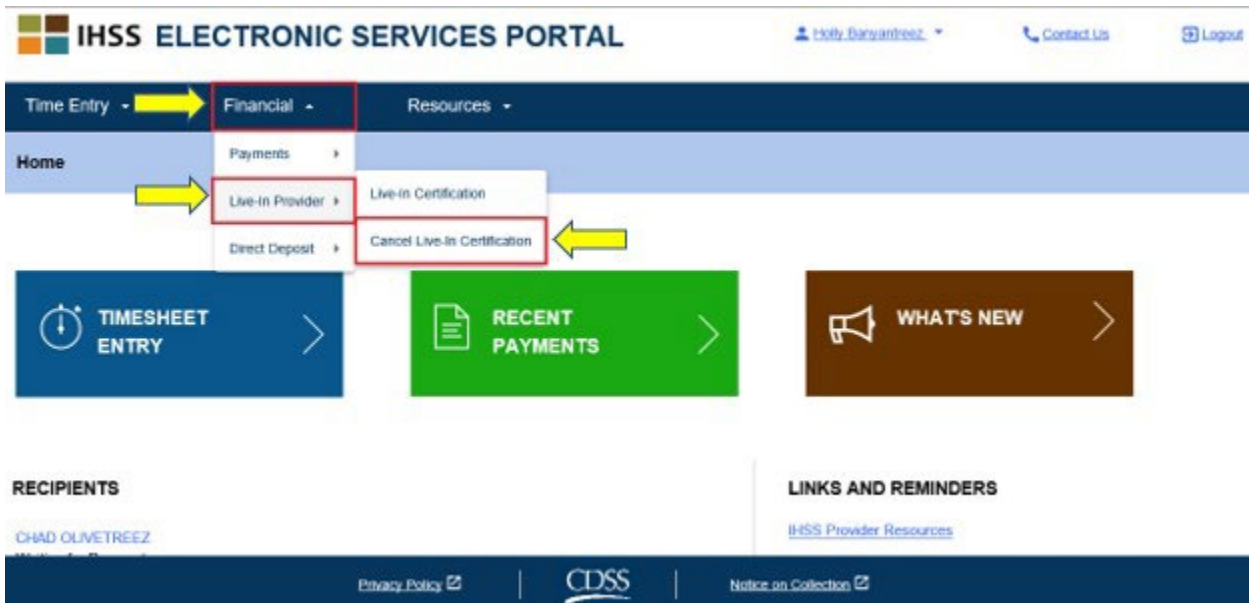 IHSS ELECTRONIC SERVICES PORTAL
Holly Banyantreez
Contact Us
Logout
Time Entry
Financial
Resources
Home
Payments
Live-In Provider
Live-In Certification
Direct Deposit
Cancel Live-In Certification
TIMESHEET
ENTRY
RECENT
PAYMENTS
WHAT'S NEW
RECIPIENTS
CHAD OLIVETREEZ
LINKS AND REMINDERS
IHSS Provider Resources
Privacy Policy
CDSS
Notice on Collection